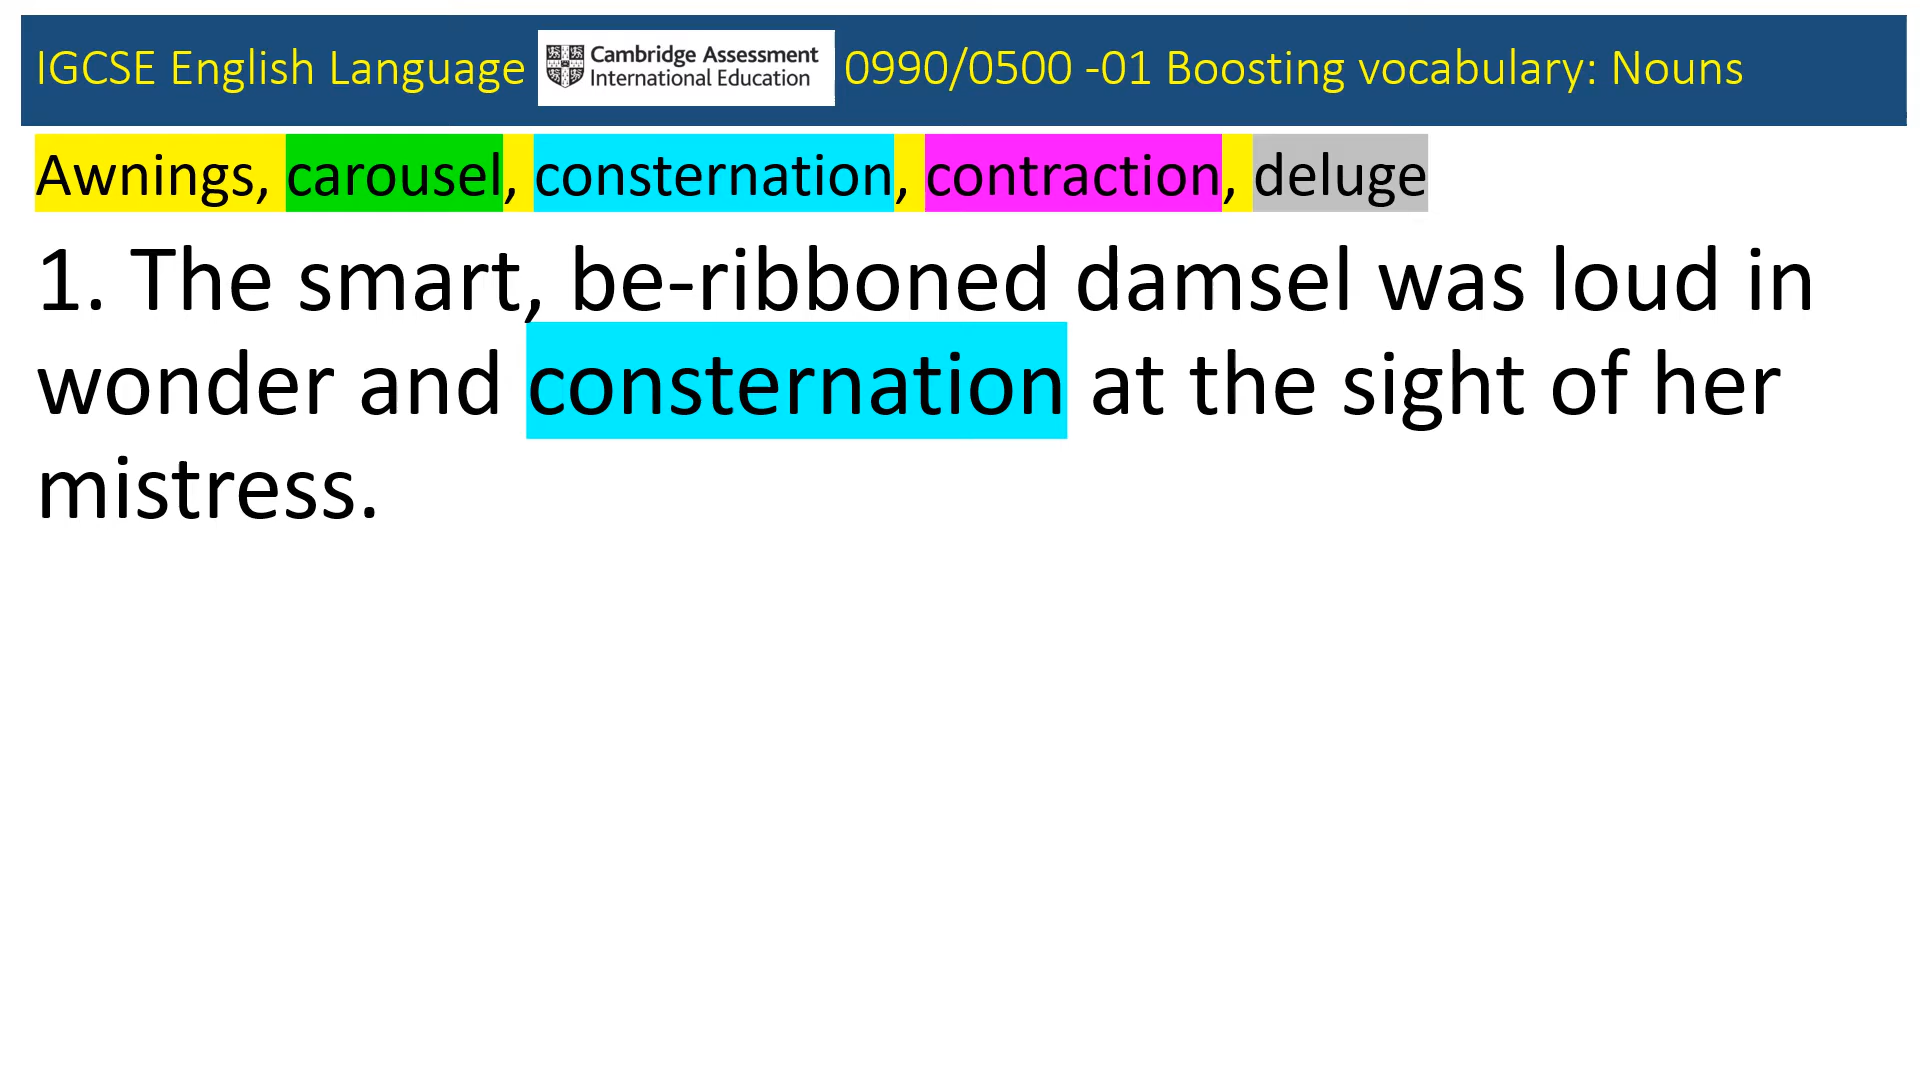 IGCSE English Language Cambridge Assessment International Education 0990/0500 -01 Boosting vocabulary: Nouns
Awnings, carousel, consternation, contraction, deluge
1. The smart, be-ribboned damsel was loud in
wonder and consternation at the sight of her
mistress.